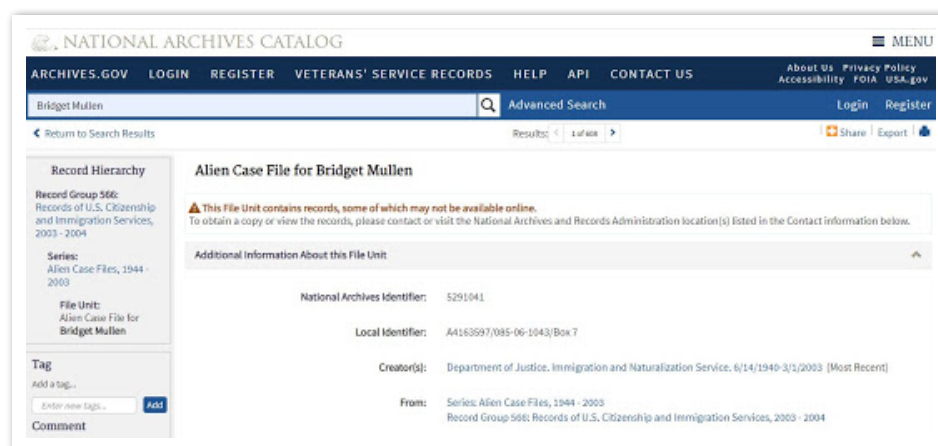 NATIONAL ARCHIVES CATALOG
MENU
ARCHIVES.GOV LOGIN REGISTER VETERANS' SERVICE RECORDS HELP API CONTACT US
About Us Privacy Policy
Accessibility FOIA USA.gov
Bridget Mullen
Advanced Search
Login Register
Return to Search Results
Results: 1 of 608
Share Export
Record Hierarchy
Record Group 566:
Records of U.S. Citizenship
and Immigration Services,
2003 - 2004
Series:
Alien Case Files, 1944 -
2003
File Unit:
Alien Case File for
Bridget Mullen
Tag
Add a tag...
Enter new tags...
Add
Comment
Alien Case File for Bridget Mullen
This File Unit contains records, some of which may not be available online.
To obtain a copy or view the records, please contact or visit the National Archives and Records Administration location(s) listed in the Contact information below.
Additional Information About this File Unit
National Archives Identifier: 5291041
Local Identifier: A4163597/085-06-1043/Box 7
Creator(s): Department of Justice. Immigration and Naturalization Service. 6/14/1940-3/1/2003 (Most Recent)
From: Series: Alien Case Files, 1944 - 2003
Record Group 566: Records of U.S. Citizenship and Immigration Services, 2003 - 2004